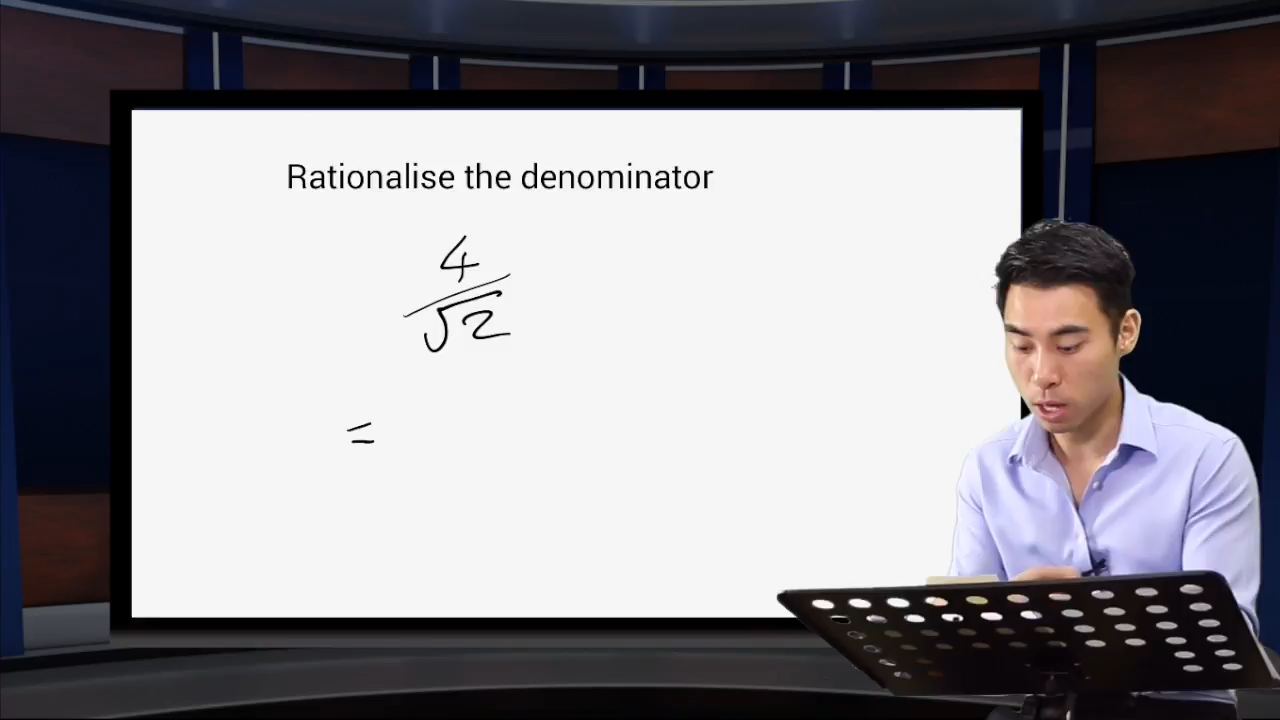 Rationalise the denominator
4
√2
=